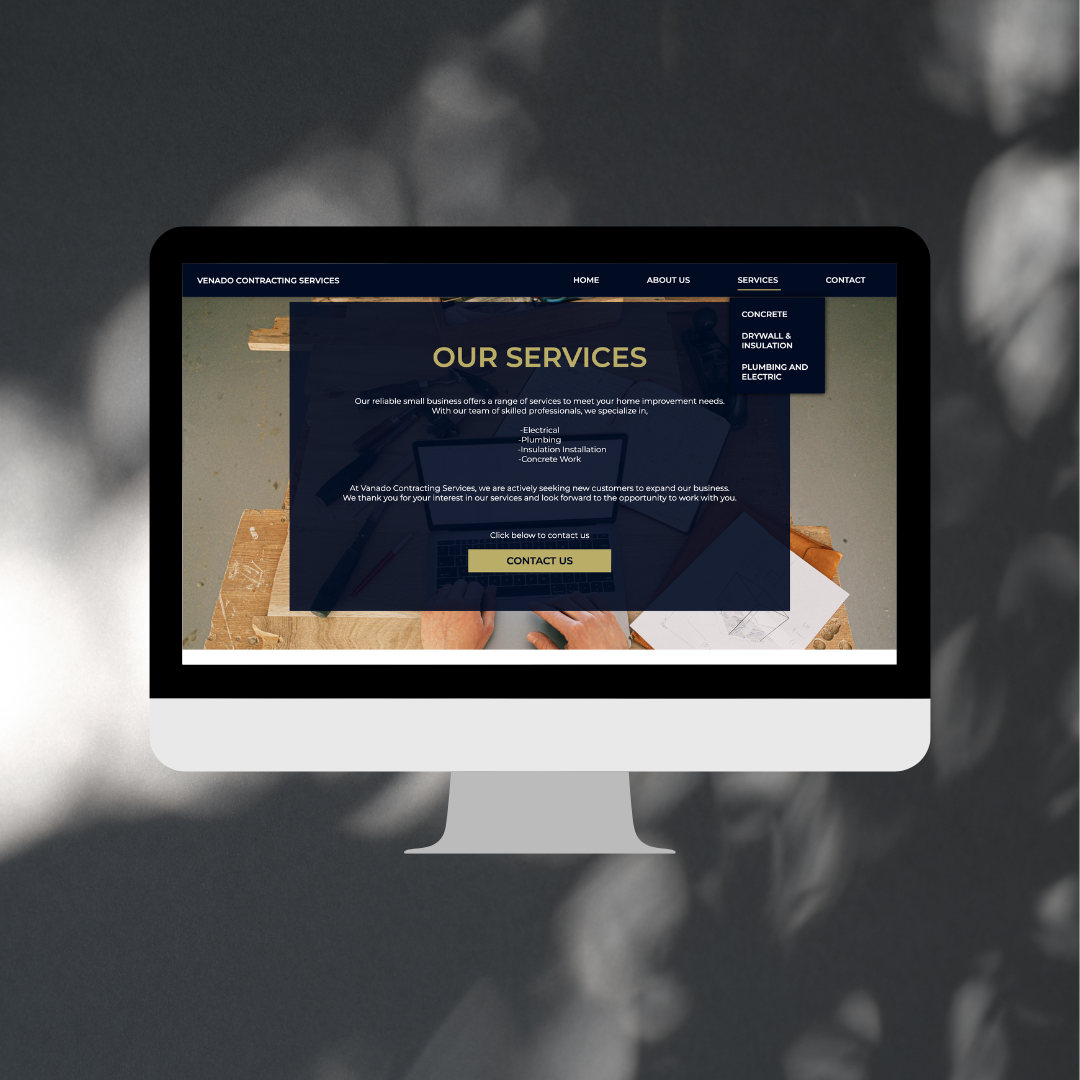 VENADO CONTRACTING SERVICES
HOME
ABOUT US
SERVICES
CONTACT
CONCRETE
DRYWALL &
INSULATION
PLUMBING AND
ELECTRIC
OUR SERVICES
Our reliable small business offers a range of services to meet your home improvement needs.
With our team of skilled professionals, we specialize in,
-Electrical
-Plumbing
-Insulation Installation
-Concrete Work
At Vanado Contracting Services, we are actively seeking new customers to expand our business.
We thank you for your interest in our services and look forward to the opportunity to work with you.
Click below to contact us
CONTACT US